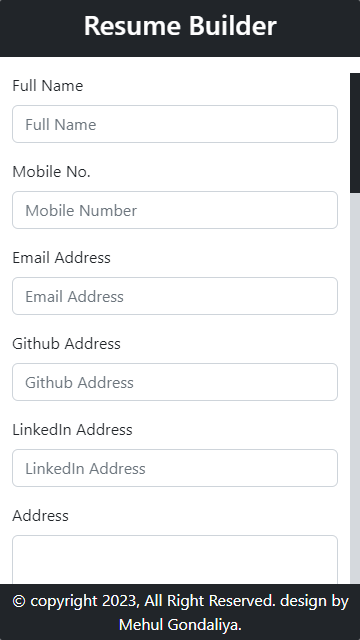 Resume Builder
Full Name
Full Name
Mobile No.
Mobile Number
Email Address
Email Address
Github Address
Github Address
LinkedIn Address
LinkedIn Address
Address
© copyright 2023, All Right Reserved. design by
Mehul Gondaliya.